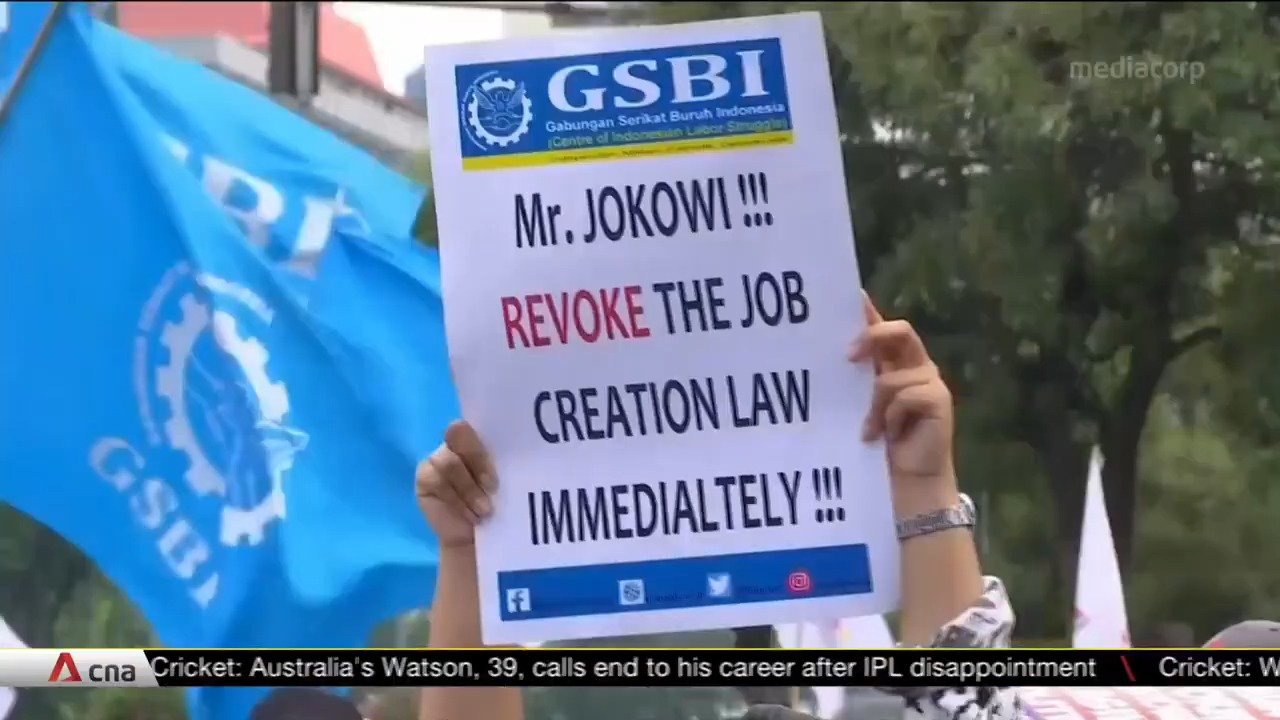 mediacorp
GSBI
Gabungan Serikat Buruh Indonesia
(Centre of Indonesian Labor Struggle)
Mr. JOKOWI !!!
REVOKE THE JOB
CREATION LAW
IMMEDIALTELY !!!
GSBI
cna Cricket: Australia's Watson, 39, calls end to his career after IPL disappointment \ Cricket: W